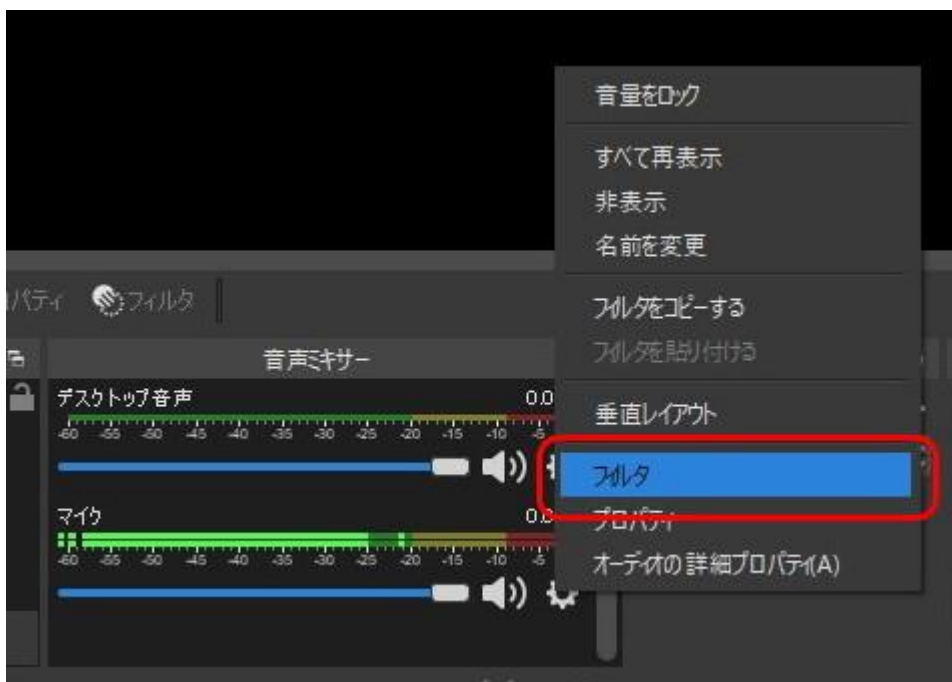 音量をロック
すべて再表示
非表示
名前を変更
フィルタをコピーする
フィルタを貼り付ける
垂直レイアウト
フィルタ
プロパティ
オーディオの詳細プロパティ(A)
パティ
フィルタ
音声ミキサー
デスクトップ音声
0.0
-60 -55 -50 -45 -40 -35 -30 -25 -20 -15 -10 -5
マイク
0.0
-60 -55 -50 -45 -40 -35 -30 -25 -20 -15 -10 -5